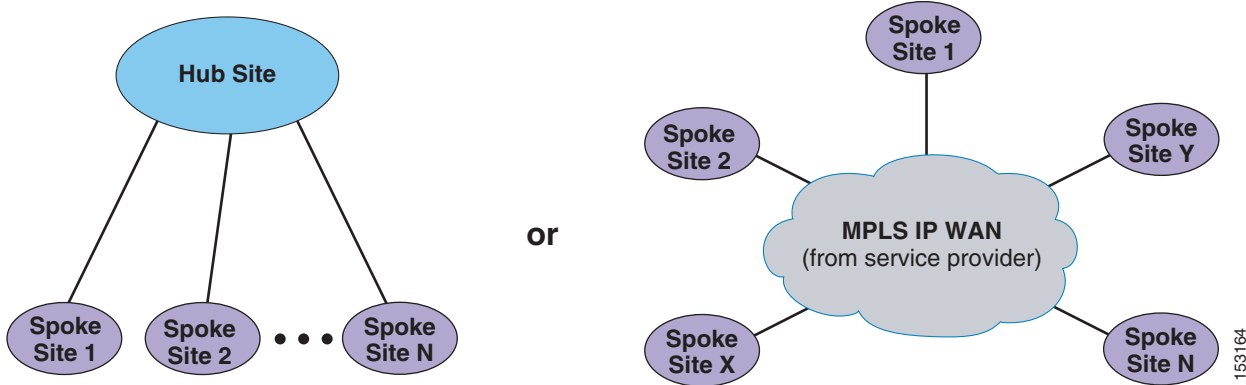 Hub Site
Spoke
Site 1
Spoke
Site 2
Spoke
Site N
or
Spoke
Site 1
Spoke
Site 2
Spoke
Site Y
MPLS IP WAN
(from service provider)
Spoke
Site X
Spoke
Site N
153164